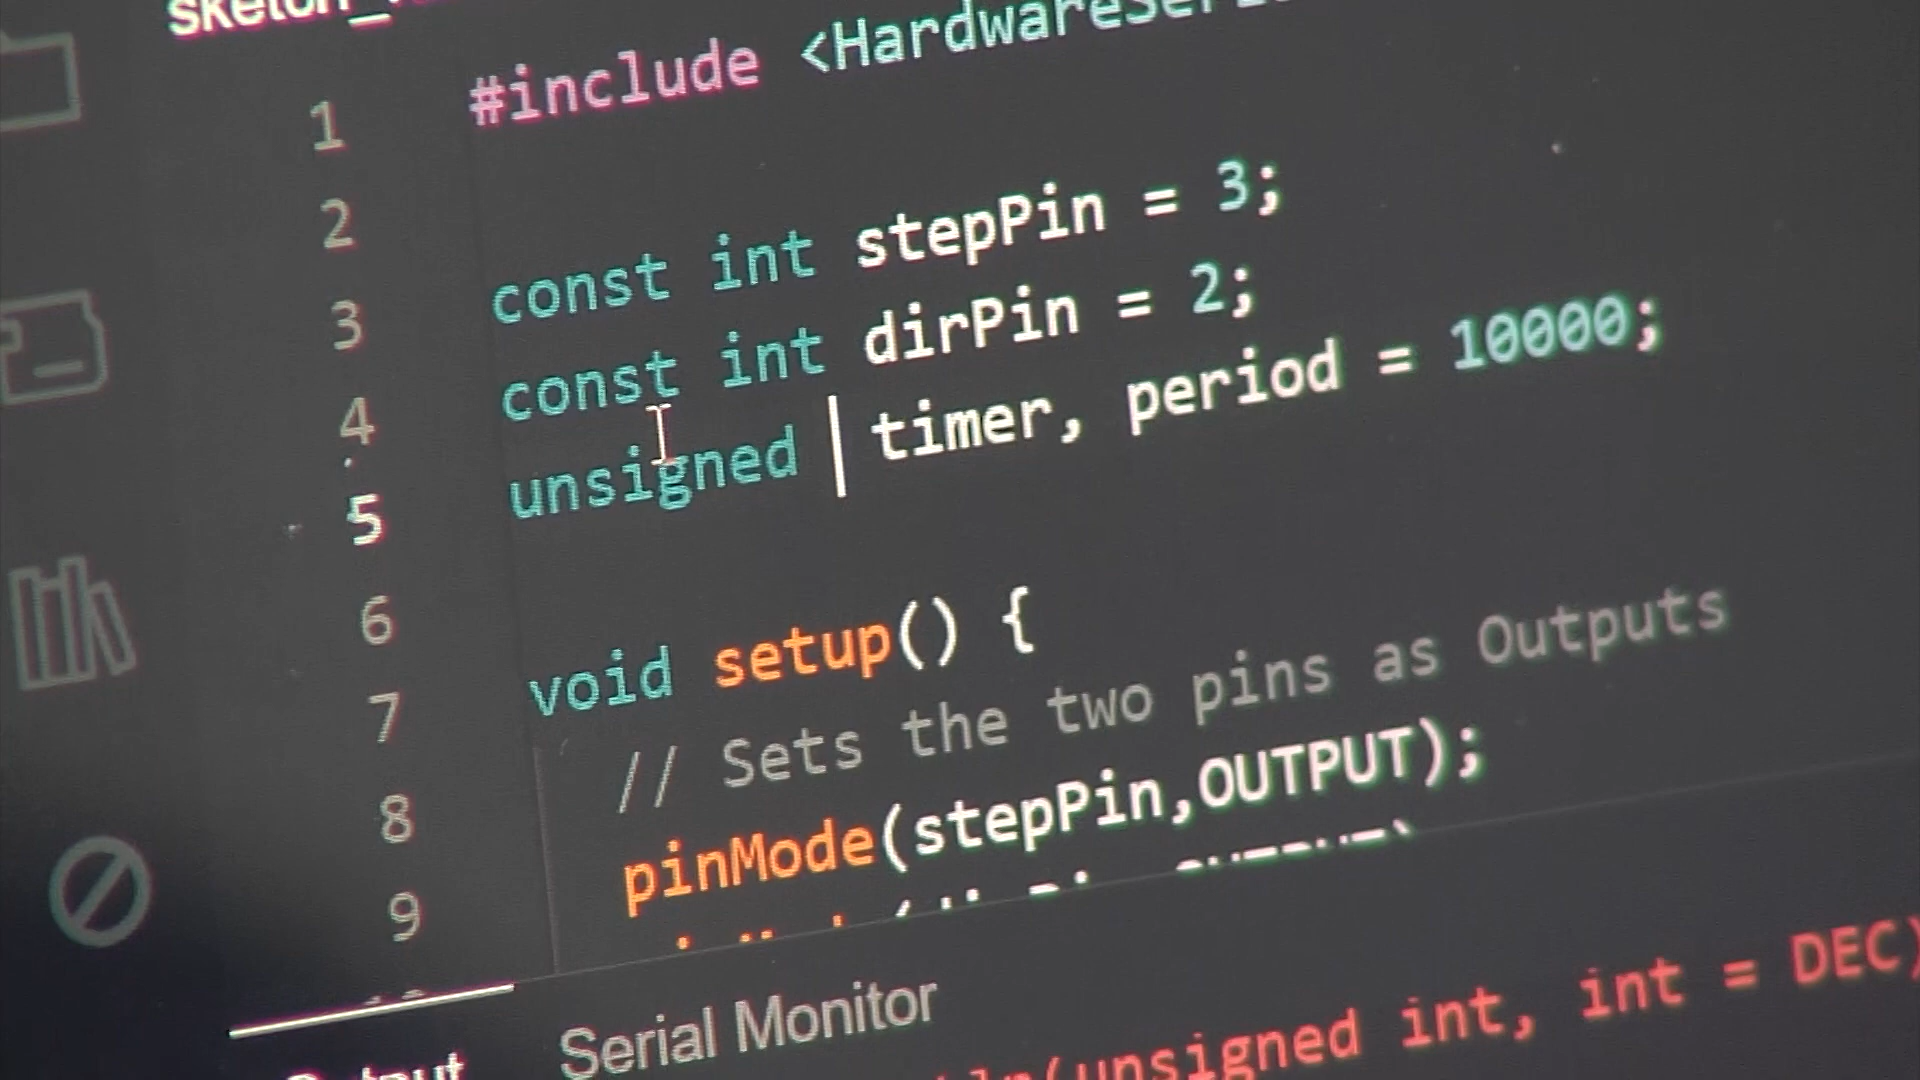 1 #include
2
3 const int stepPin = 3;
4 const int dirPin = 2;
5 unsigned timer, period = 10000;
6
7 void setup() {
8 // Sets the two pins as Outputs
9 pinMode(stepPin,OUTPUT);
Output Serial Monitor
(unsigned int, int = DEC)